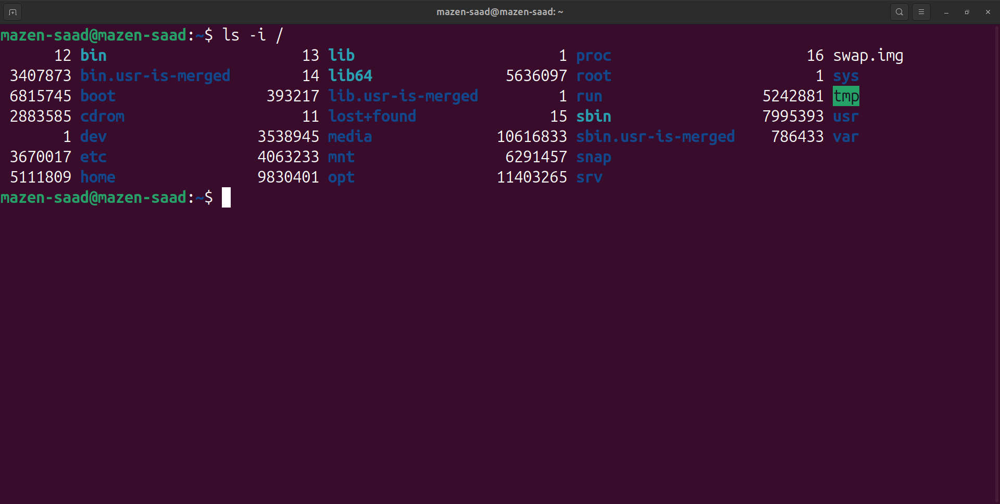 mazen-saad@mazen-saad: ~
mazen-saad@mazen-saad:~$ ls -i /
12 bin 13 lib 1 proc 16 swap.img
3407873 bin.usr-is-merged 14 lib64 5636097 root 1 sys
6815745 boot 393217 lib.usr-is-merged 1 run 5242881 tmp
2883585 cdrom 11 lost+found 15 sbin 7995393 usr
1 dev 3538945 media 10616833 sbin.usr-is-merged 786433 var
3670017 etc 4063233 mnt 6291457 snap
5111809 home 9830401 opt 11403265 srv
mazen-saad@mazen-saad:~$